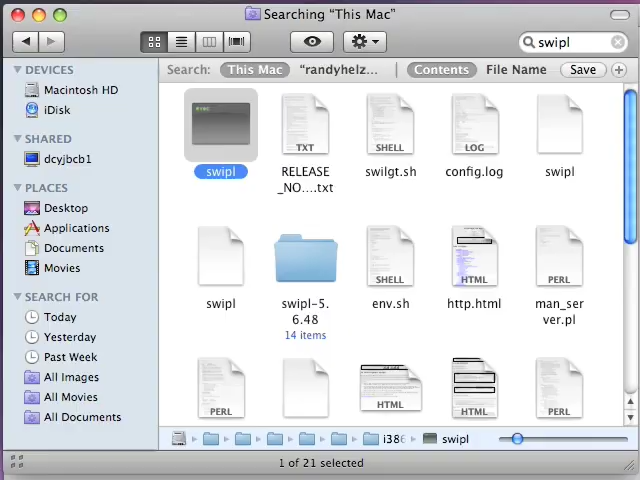 Searching “This Mac”
swipl
Search: This Mac "randyhelz... Contents File Name Save
DEVICES
Macintosh HD
iDisk
SHARED
dcyjbcb1
PLACES
Desktop
Applications
Documents
Movies
SEARCH FOR
Today
Yesterday
Past Week
All Images
All Movies
All Documents
TXT
SHELL
LOG
swipl
RELEASE
_NO....txt
swilgt.sh
config.log
swipl
SHELL
HTML
PERL
swipl
swipl-5.
6.48
14 items
env.sh
http.html
man_ser
ver.pl
PERL
HTML
HTML
PERL
i386
swipl
1 of 21 selected